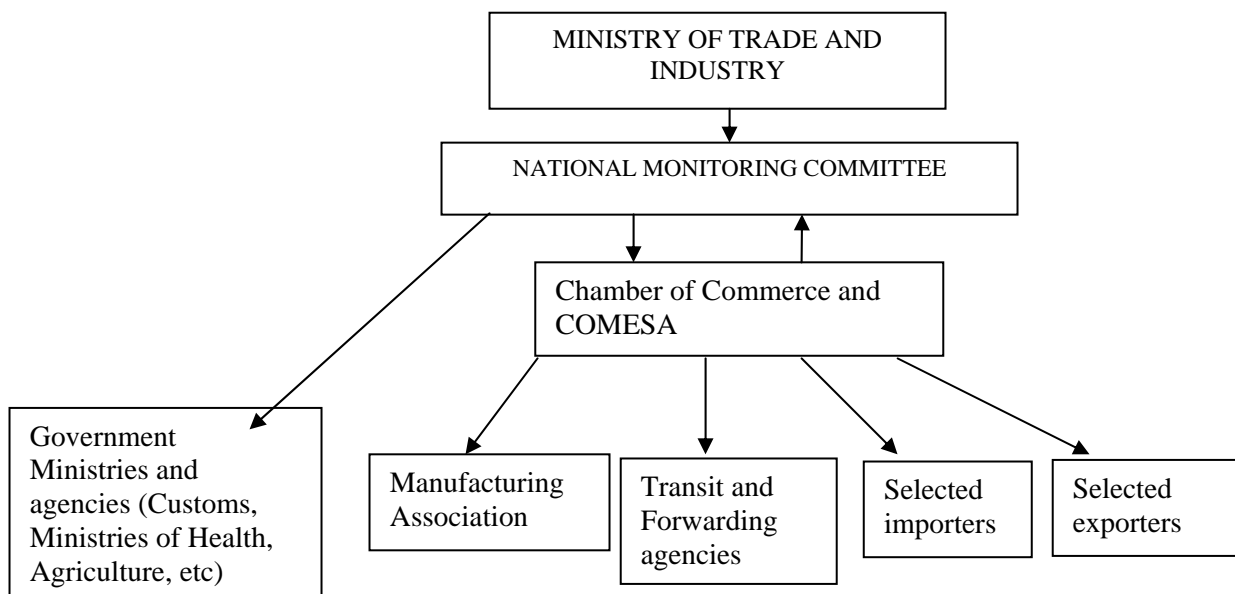 MINISTRY OF TRADE AND
INDUSTRY
NATIONAL MONITORING COMMITTEE
Chamber of Commerce and
COMESA
Government
Ministries and
agencies (Customs,
Ministries of Health,
Agriculture, etc)
Manufacturing
Association
Transit and
Forwarding
agencies
Selected
importers
Selected
exporters